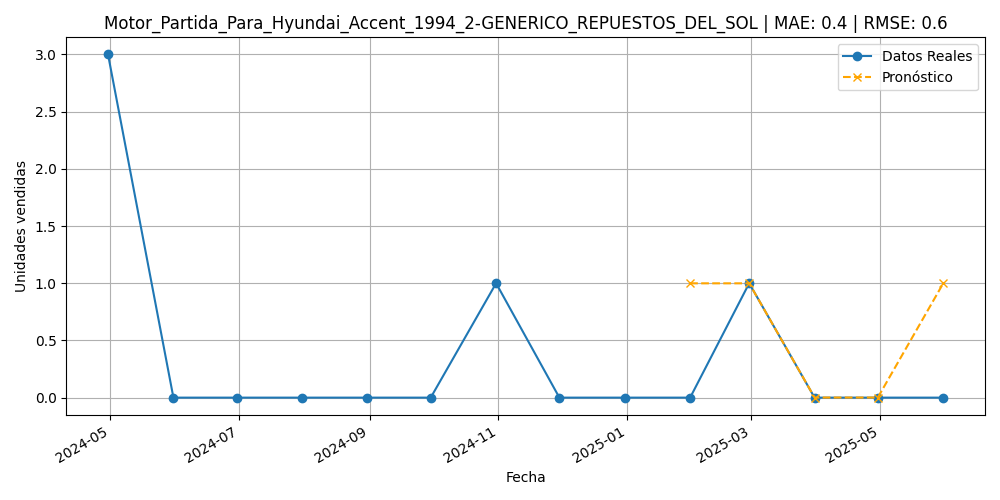 Motor_Partida_Para_Hyundai_Accent_1994_2-GENERICO_REPUESTOS_DEL_SOL | MAE: 0.4 | RMSE: 0.6
Datos Reales
Pronóstico
Unidades vendidas
3.0
2.5
2.0
1.5
1.0
0.5
0.0
2024-05
2024-07
2024-09
2024-11
2025-01
2025-03
2025-05
Fecha